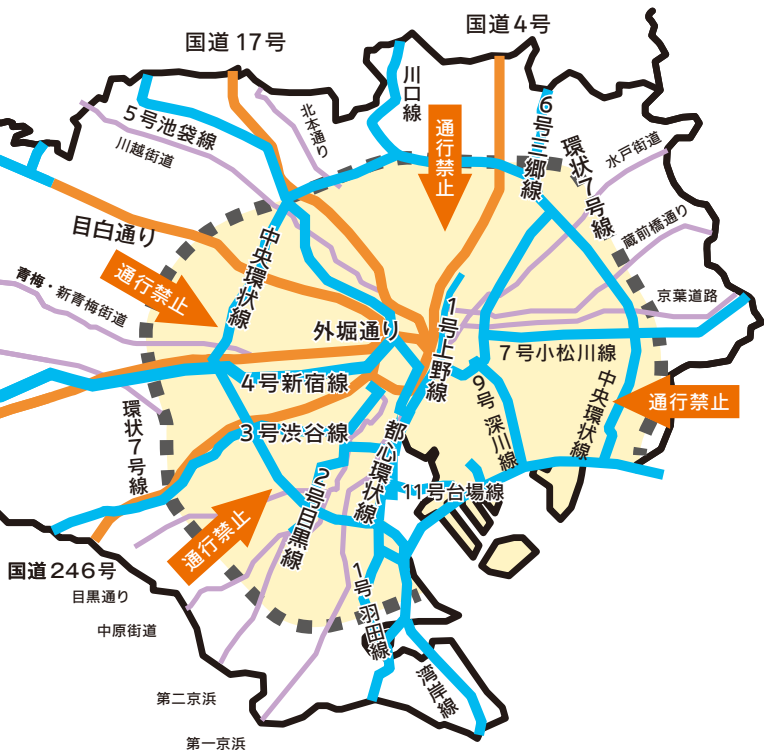 国道17号
国道4号
川口線
5号池袋線
川越街道
北本通り
通行禁止
6号三郷線
環状7号線
水戸街道
蔵前橋通り
京葉道路
目白通り
中央環状線
通行禁止
青梅・新青梅街道
外堀通り
1号上野線
7号小松川線
4号新宿線
9号 深川線
中央環状線
通行禁止
環状7号線
3号渋谷線
都心環状線
2号目黒線
11号台場線
通行禁止
国道246号
目黒通り
中原街道
1号 羽田線
湾岸線
第二京浜
第一京浜